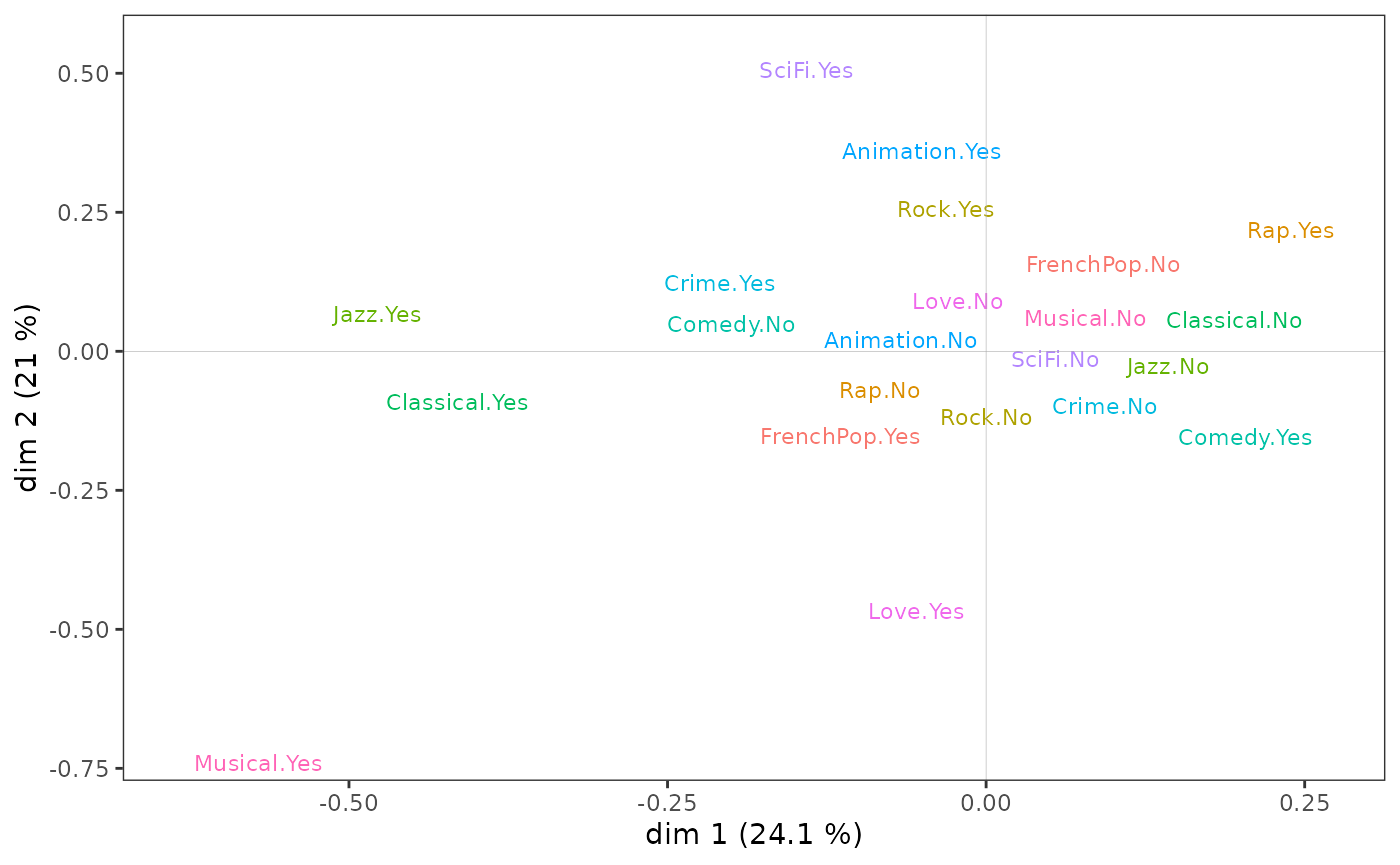 SciFi.Yes
0.50
Animation.Yes
Rock.Yes
0.25
Rap.Yes
FrenchPop.No
Crime.Yes
Love.No
Jazz.Yes
Musical.No
Classical.No
Comedy.No
Animation.No
0.00
SciFi.No
Jazz.No
Rap.No
Classical.Yes
Crime.No
Rock.No
FrenchPop.Yes
Comedy.Yes
-0.25
Love.Yes
-0.50
Musical.Yes
-0.75
-0.50
-0.25
0.00
0.25
dim 1 (24.1 %)
dim 2 (21 %)